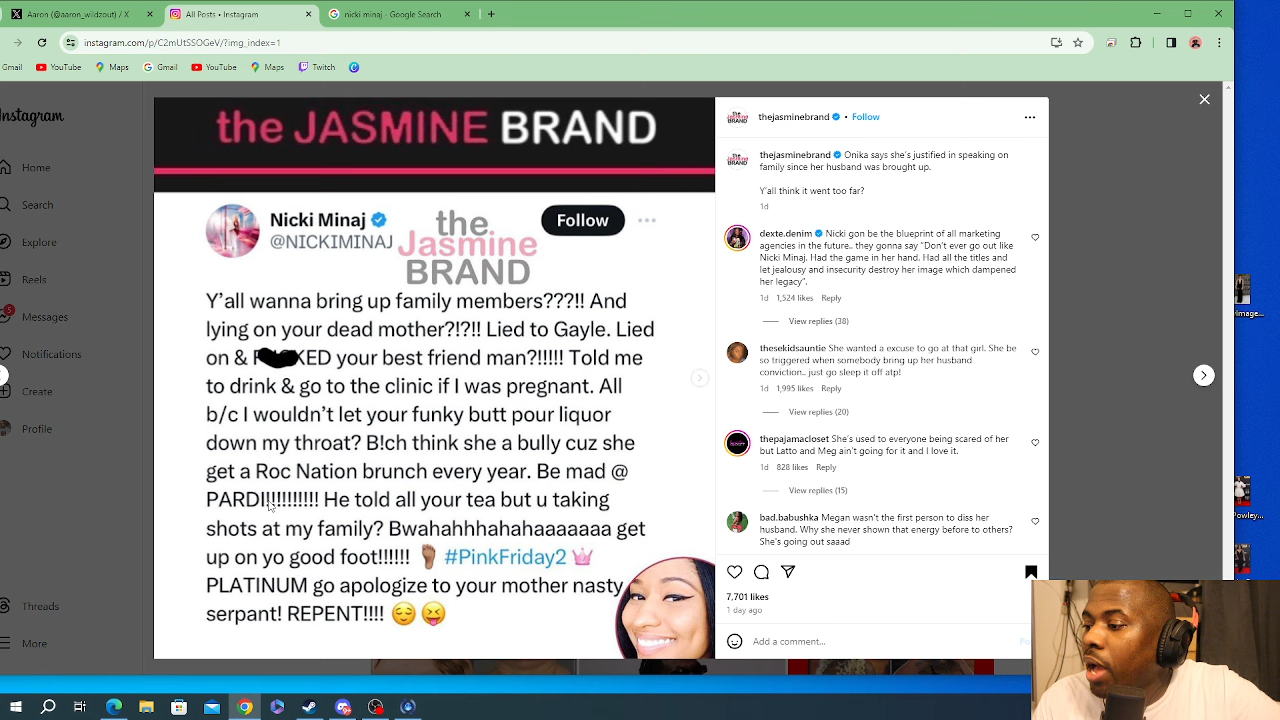 Aaron (@aaron_wildzout) / X
All Posts • Instagram
nicki minaj - Google Search
instagram.com/p/C2mUtSSOGeV/?img_index=1
Gmail
YouTube
Maps
Gmail
YouTube
Maps
Twitch
nstagram
Home
Search
Explore
Reels
5
Messages
Notifications
Create
Profile
Threads
More
the JASMINE BRAND
Nicki Minaj
@NICKIMINAJ
the
Jasmine
BRAND
Follow
Y'all wanna bring up family members???!! And
lying on your dead mother?!?!! Lied to Gayle. Lied
on & F KED your best friend man?!!!!! Told me
to drink & go to the clinic if I was pregnant. All
b/c I wouldn't let your funky butt pour liquor
down my throat? B!ch think she a bully cuz she
get a Roc Nation brunch every year. Be mad @
PARDI!!!!!!!!!! He told all your tea but u taking
shots at my family? Bwahahhhahahaaaaaaa get
up on yo good foot!!!!!! 🦶🏾 #PinkFriday2 👑
PLATINUM go apologize to your mother nasty
serpant! REPENT!!!! 😌😝
thejasminebrand • Follow
thejasminebrand Onika says she's justified in speaking on
family since her husband was brought up.
Y'all think it went too far?
1d
dexte.denim Nicki gon be the blueprint of all marketing
agencies in the future.. they gonna say "Don't ever go out like
Nicki Minaj. Had the game in her hand. Had all the titles and
let jealousy and insecurity destroy her image which dampened
her legacy".
1d 1,524 likes Reply
View replies (38)
thesekidsauntie She wanted a excuse to go at that girl. She be
so triggered when somebody bring up her husband
conviction.. just go sleep it off atp!
1d 1,995 likes Reply
View replies (20)
thepajamacloset She's used to everyone being scared of her
but Latto and Meg ain't going for it and I love it.
1d 828 likes Reply
View replies (15)
bad.babushka Megan wasn't the first person to diss her
husband. Why she never shown that energy before to others?
She's going out saaad
7,701 likes
1 day ago
Add a comment...
vimage...
owley...